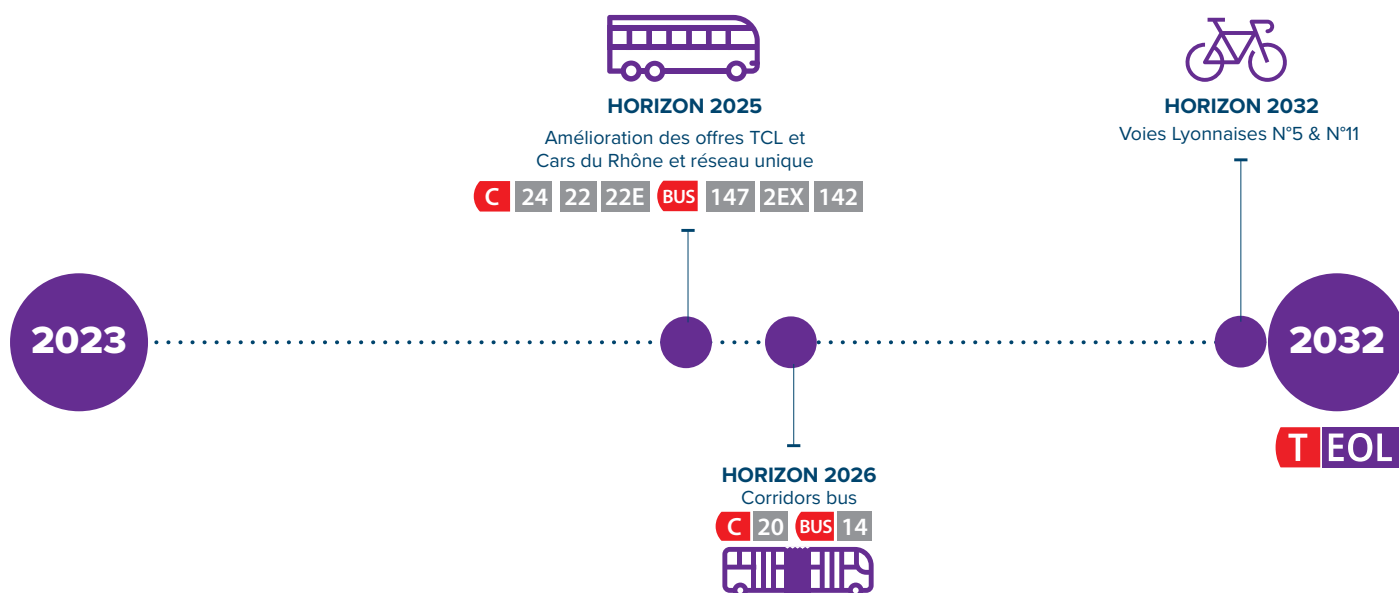 HORIZON 2025
Amélioration des offres TCL et
Cars du Rhône et réseau unique
C 24 22 22E BUS 147 2EX 142
HORIZON 2032
Voies Lyonnaises N°5 & N°11
2023
2032
T EOL
HORIZON 2026
Corridors bus
C 20 BUS 14